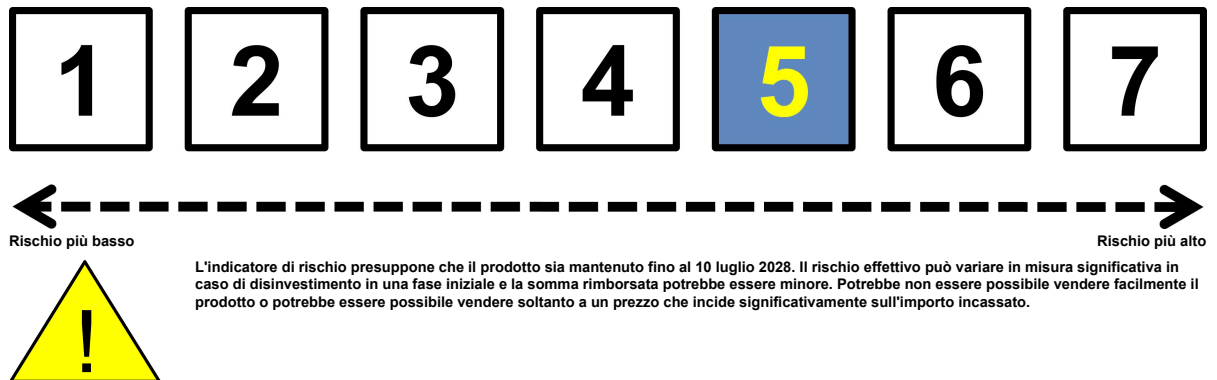 1 2 3 4 5 6 7
Rischio più basso Rischio più alto
L'indicatore di rischio presuppone che il prodotto sia mantenuto fino al 10 luglio 2028. Il rischio effettivo può variare in misura significativa in
caso di disinvestimento in una fase iniziale e la somma rimborsata potrebbe essere minore. Potrebbe non essere possibile vendere facilmente il
prodotto o potrebbe essere possibile vendere soltanto a un prezzo che incide significativamente sull'importo incassato.
!